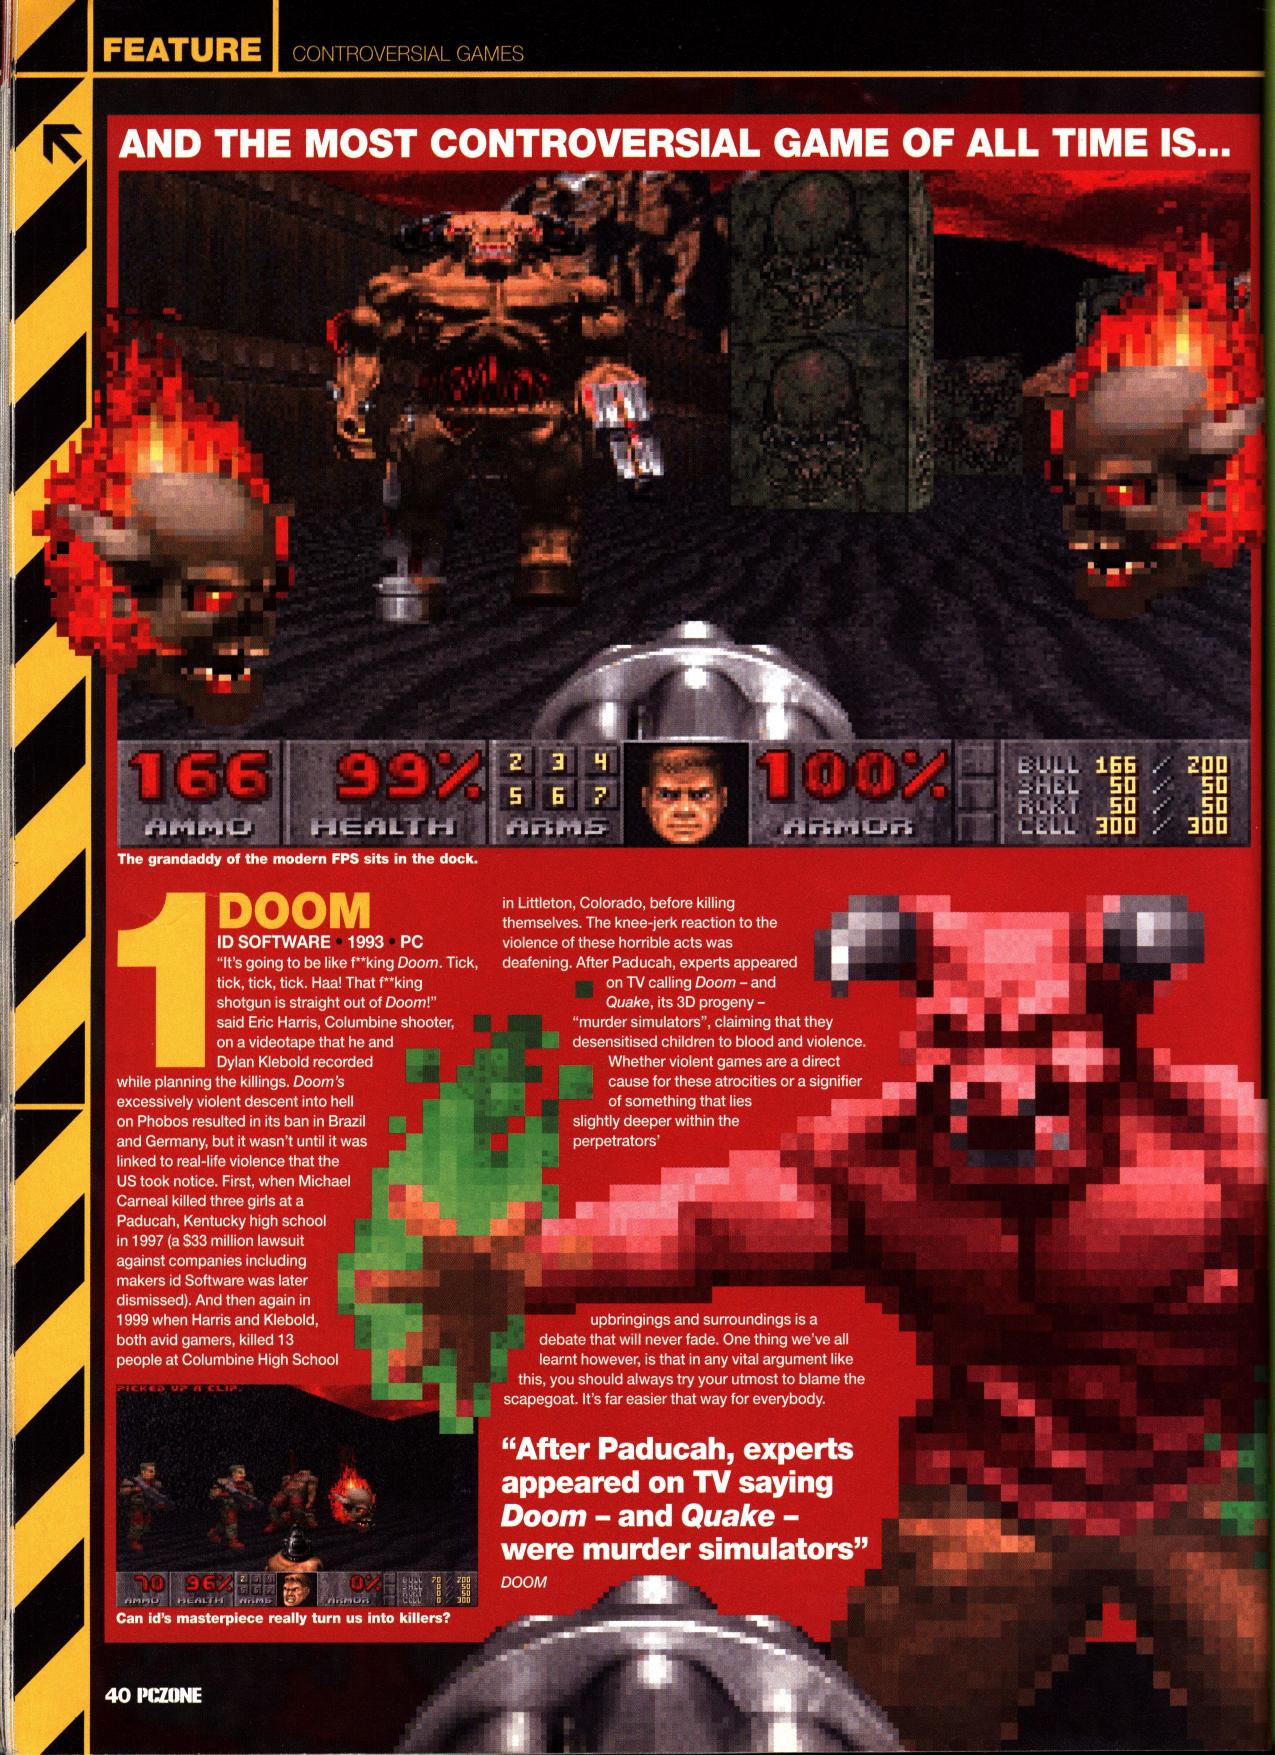 FEATURE
CONTROVERSIAL GAMES
AND THE MOST CONTROVERSIAL GAME OF ALL TIME IS...
166 99% 2 3 4 100% BULL 166 / 200
5 6 7 SHEL 50 / 50
RCKT 50 / 50
AMMO HEALTH ARMS ARMOR CELL 300 / 300
The grandaddy of the modern FPS sits in the dock.
1 DOOM
ID SOFTWARE • 1993 • PC
“It’s going to be like f**king Doom. Tick,
tick, tick, tick. Haa! That f**king
shotgun is straight out of Doom!”
said Eric Harris, Columbine shooter,
on a videotape that he and
Dylan Klebold recorded
while planning the killings. Doom’s
excessively violent descent into hell
on Phobos resulted in its ban in Brazil
and Germany, but it wasn’t until it was
linked to real-life violence that the
US took notice. First, when Michael
Carneal killed three girls at a
Paducah, Kentucky high school
in 1997 (a $33 million lawsuit
against companies including
makers id Software was later
dismissed). And then again in
1999 when Harris and Klebold,
both avid gamers, killed 13
people at Columbine High School
in Littleton, Colorado, before killing
themselves. The knee-jerk reaction to the
violence of these horrible acts was
deafening. After Paducah, experts appeared
on TV calling Doom – and
Quake, its 3D progeny –
“murder simulators”, claiming that they
desensitised children to blood and violence.
Whether violent games are a direct
cause for these atrocities or a signifier
of something that lies
slightly deeper within the
perpetrators’
upbringings and surroundings is a
debate that will never fade. One thing we’ve all
learnt however, is that in any vital argument like
this, you should always try your utmost to blame the
scapegoat. It’s far easier that way for everybody.
PICKED UP A CLIP.
70 96% 0%
AMMO HEALTH ARMS ARMOR
Can id’s masterpiece really turn us into killers?
“After Paducah, experts
appeared on TV saying
Doom – and Quake –
were murder simulators”
DOOM
40 PCZONE